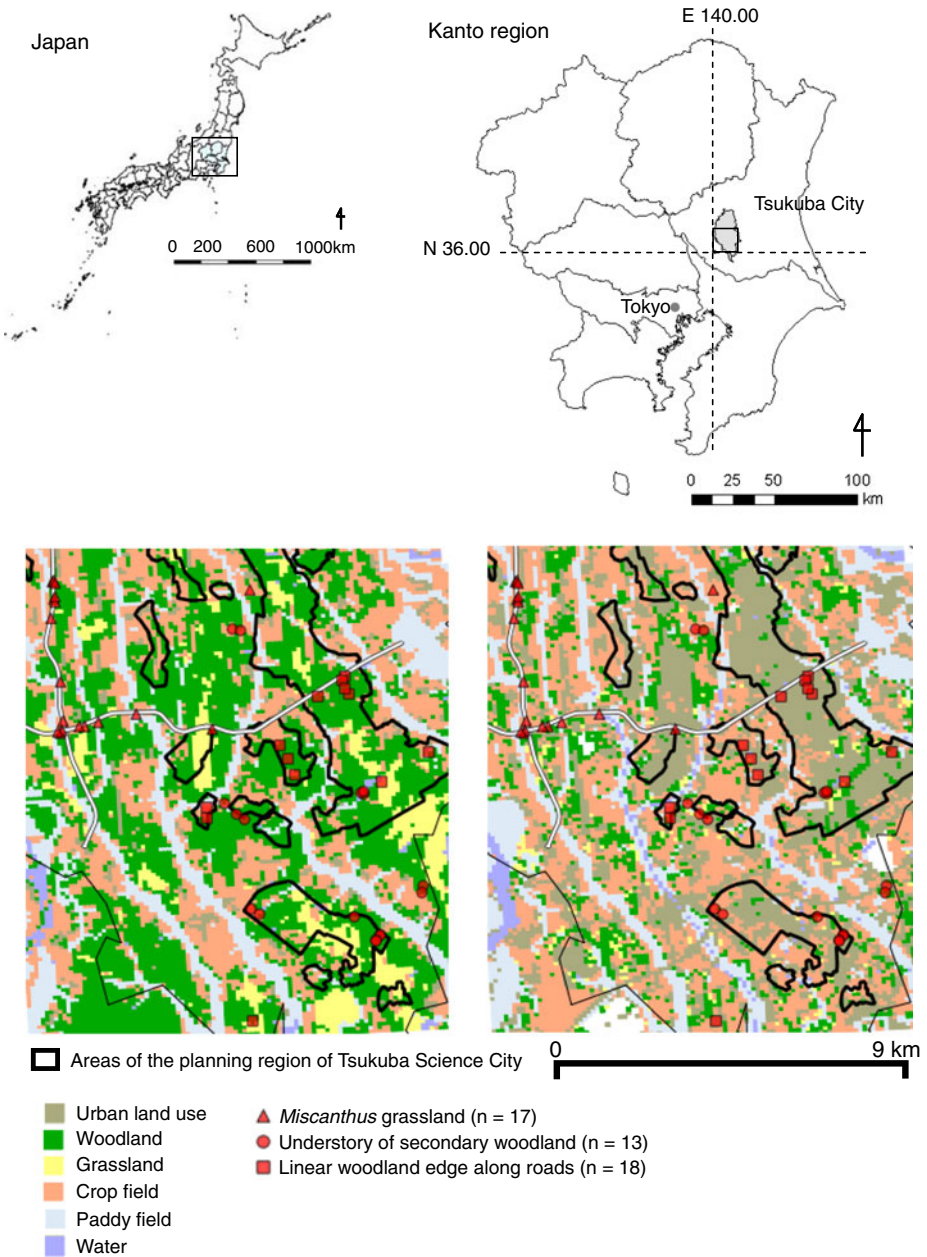 Japan
0 200 600 1000km
Kanto region
E 140.00
Tsukuba City
N 36.00
Tokyo
0 25 50 100
km
Areas of the planning region of Tsukuba Science City
0 9 km
Urban land use
Woodland
Grassland
Crop field
Paddy field
Water
Miscanthus grassland (n = 17)
Understory of secondary woodland (n = 13)
Linear woodland edge along roads (n = 18)